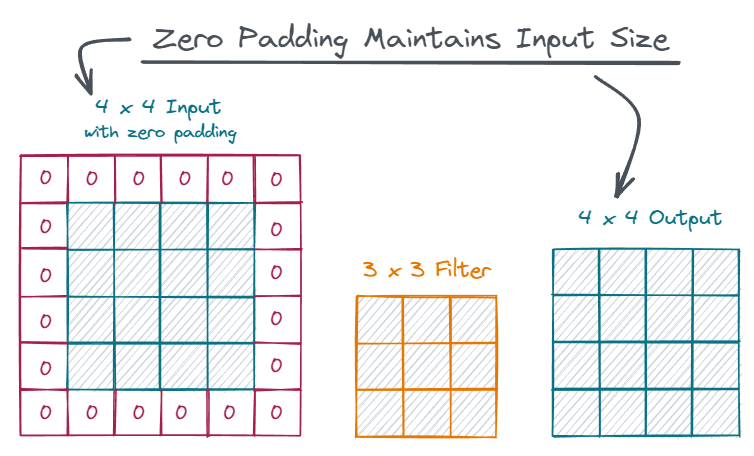 Zero Padding Maintains Input Size
4 x 4 Input
with zero padding
4 x 4 Output
3 x 3 Filter
0 0 0 0 0 0
0 0
0 0
0 0
0 0
0 0 0 0 0 0